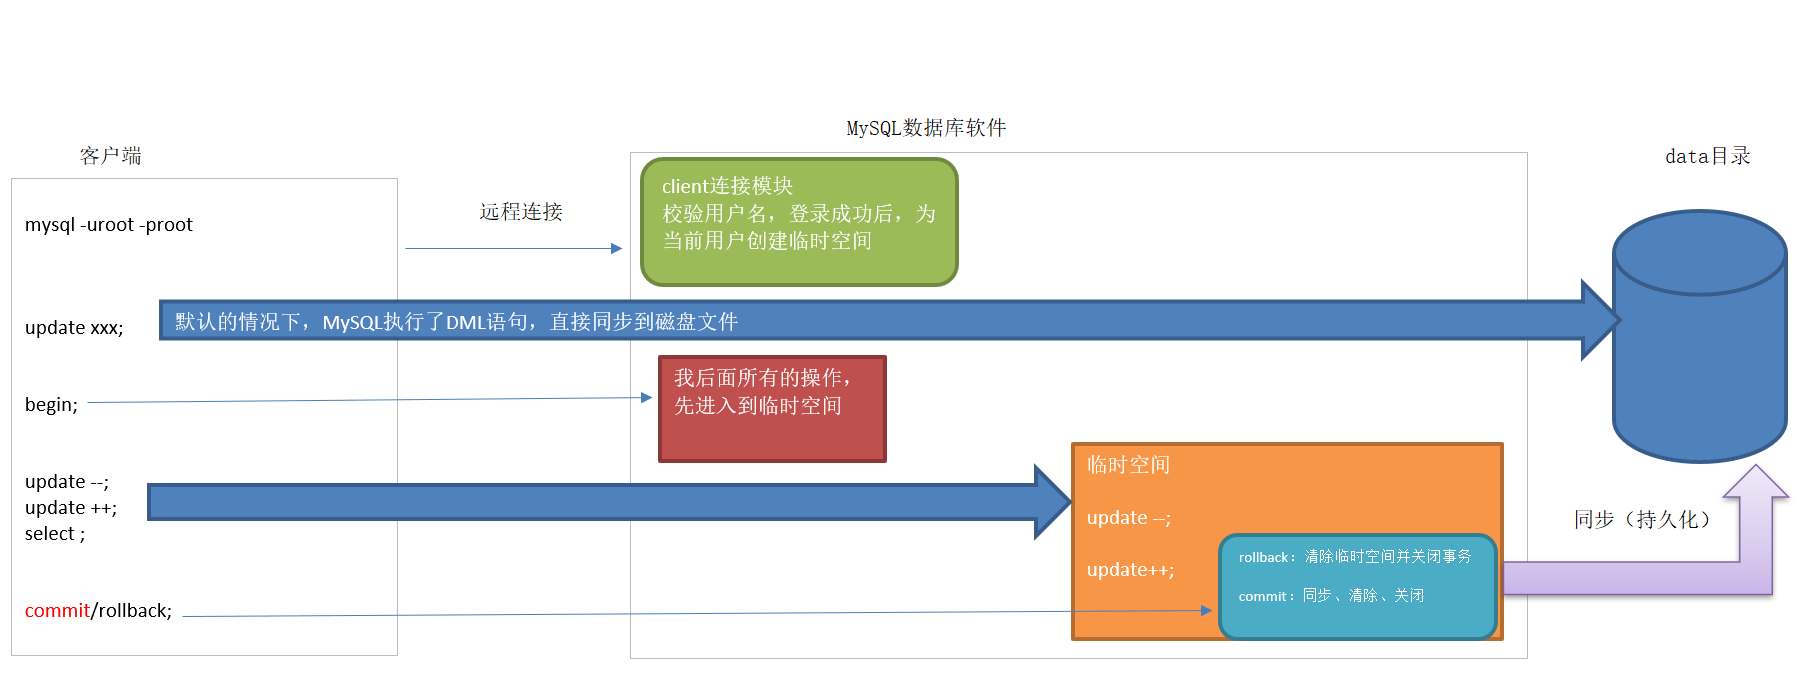 MySQL数据库软件
客户端
data目录
mysql -uroot -proot
远程连接
client连接模块
校验用户名，登录成功后，为
当前用户创建临时空间
update xxx;
默认的情况下，MySQL执行了DML语句，直接同步到磁盘文件
begin;
我后面所有的操作，
先进入到临时空间
update --;
update ++;
select ;
临时空间
update --;
update++;
同步（持久化）
rollback：清除临时空间并关闭事务
commit：同步、清除、关闭
commit/rollback;